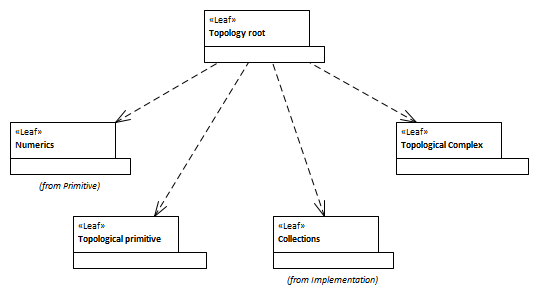 «Leaf»
Topology root
«Leaf»
Numerics
(from Primitive)
«Leaf»
Topological Complex
«Leaf»
Topological primitive
«Leaf»
Collections
(from Implementation)